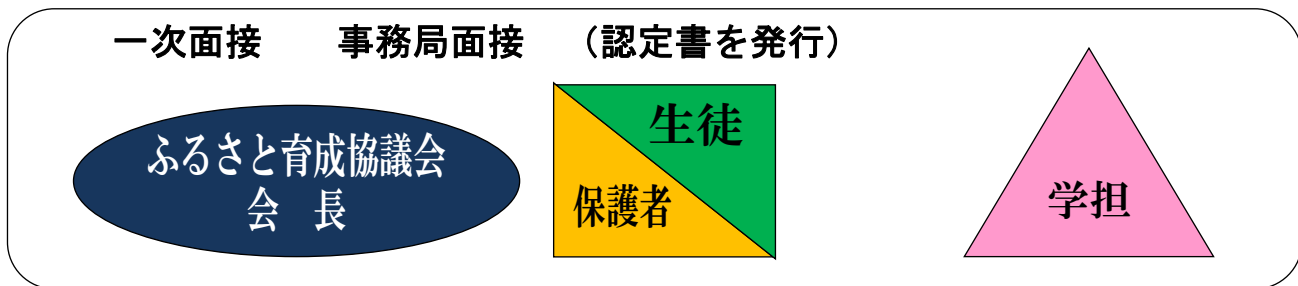 一次面接　　事務局面接　（認定書を発行）
ふるさと育成協議会
会　長
生徒
保護者
学担